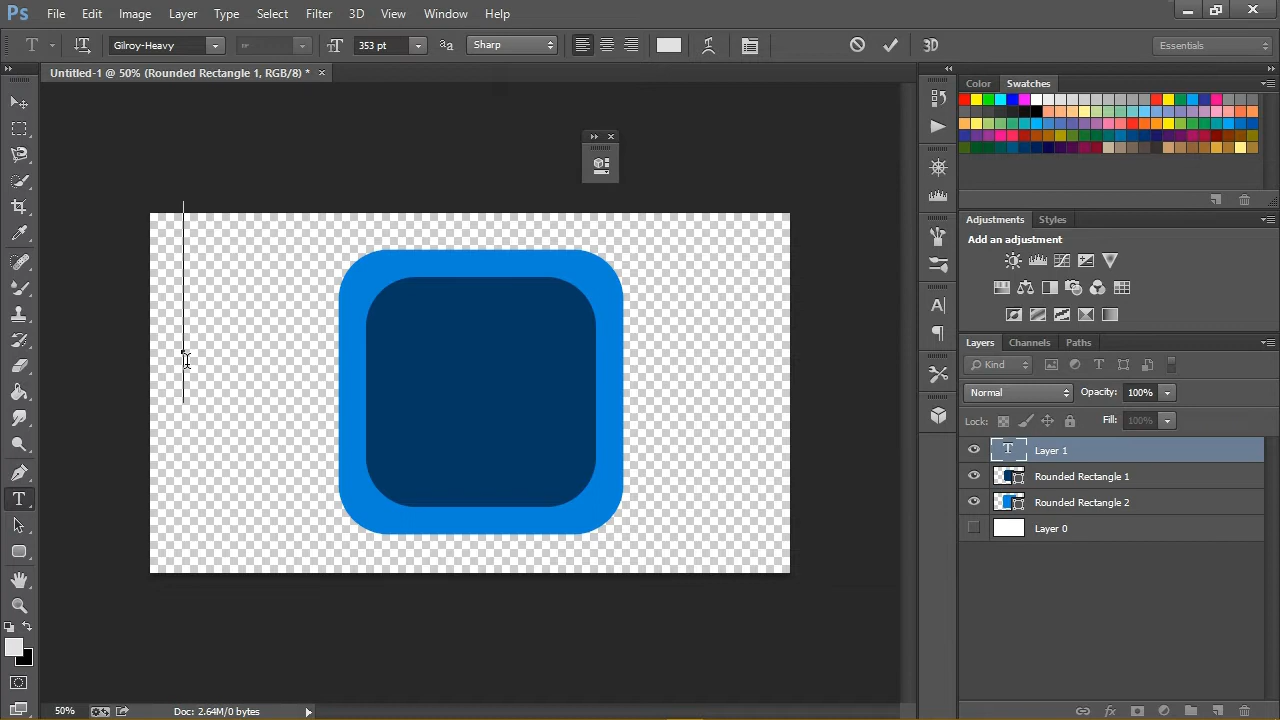 Ps File Edit Image Layer Type Select Filter 3D View Window Help
T Gilroy-Heavy 353 pt aa Sharp 3D Essentials
Untitled-1 @ 50% (Rounded Rectangle 1, RGB/8) * ×
Color Swatches
Adjustments Styles
Add an adjustment
Layers Channels Paths
Kind
Normal Opacity: 100%
Lock: Fill: 100%
T Layer 1
Rounded Rectangle 1
Rounded Rectangle 2
Layer 0
50% Doc: 2.64M/0 bytes